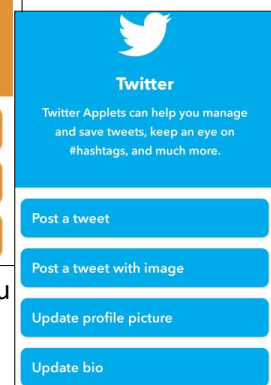 Twitter
Twitter Applets can help you manage
and save tweets, keep an eye on
#hashtags, and much more.
Post a tweet
Post a tweet with image
u
Update profile picture
Update bio